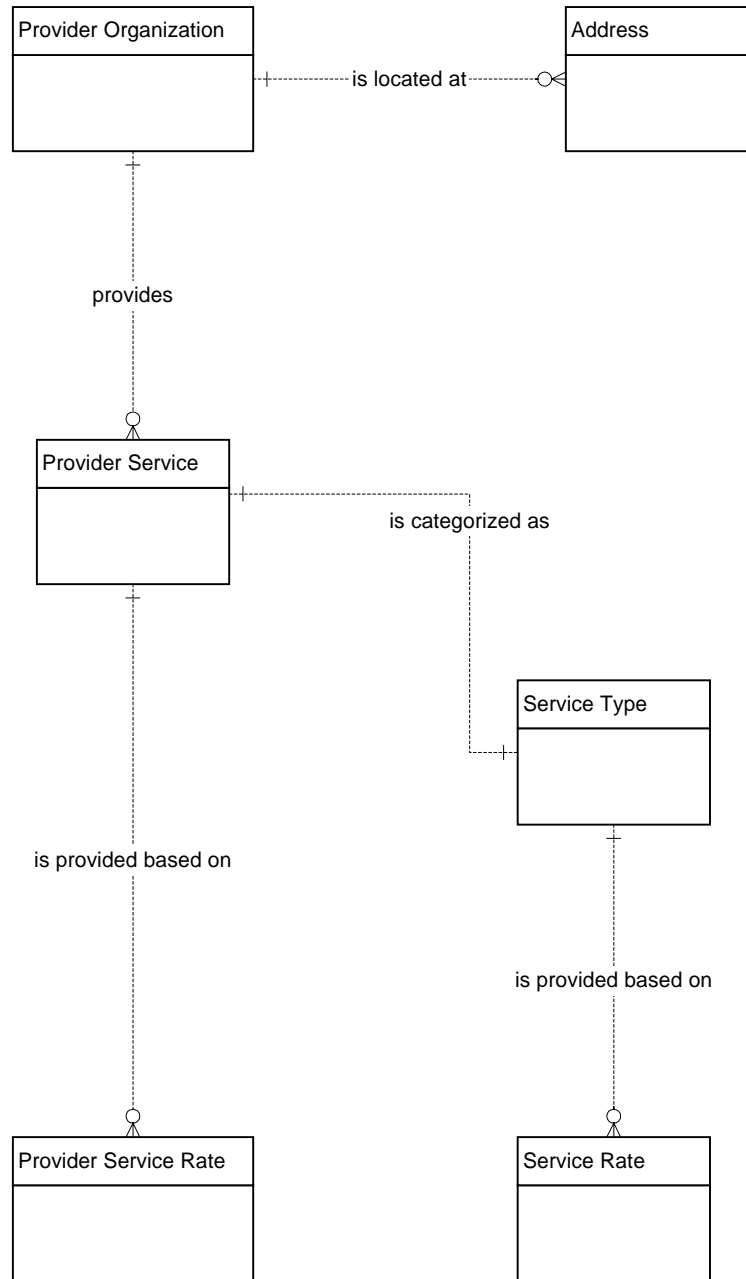 Provider Organization
Address
is located at
provides
Provider Service
is categorized as
Service Type
is provided based on
is provided based on
Provider Service Rate
Service Rate